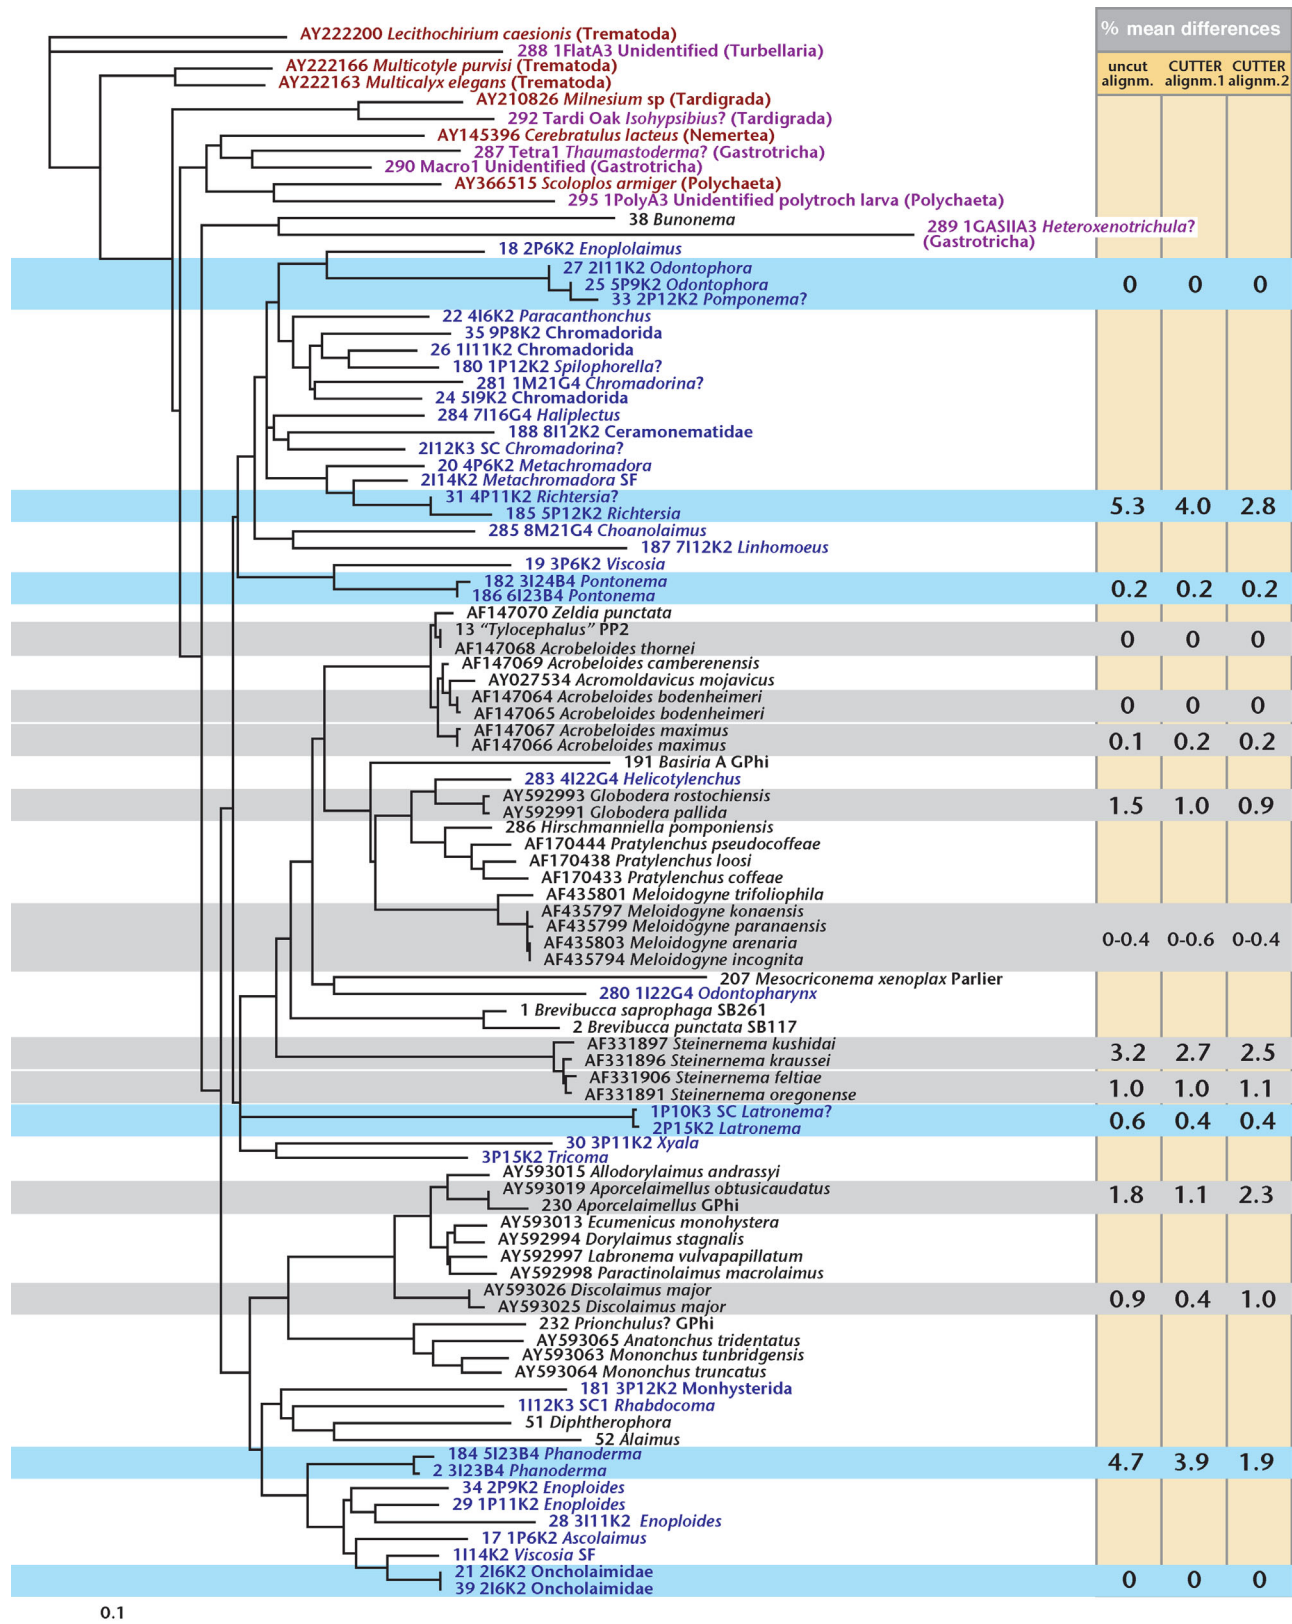 % mean differences
uncut alignm.
CUTTER alignm.1
CUTTER alignm.2
AY222200 Lecithochirium caesionis (Trematoda)
288 1FlatA3 Unidentified (Turbellaria)
AY222166 Multicotyle purvisi (Trematoda)
AY222163 Multicalyx elegans (Trematoda)
AY210826 Milnesium sp (Tardigrada)
292 Tardi Oak Isohypsibius? (Tardigrada)
AY145396 Cerebratulus lacteus (Nemertea)
287 Tetra1 Thaumastoderma? (Gastrotricha)
290 Macro1 Unidentified (Gastrotricha)
AY366515 Scoloplos armiger (Polychaeta)
295 1PolyA3 Unidentified polytroch larva (Polychaeta)
38 Bunonema
289 1GASIIA3 Heteroxenotrichula?
(Gastrotricha)
18 2P6K2 Enoplolaimus
27 2I11K2 Odontophora
25 5P9K2 Odontophora 0 0 0
33 2P12K2 Pomponema?
22 4I6K2 Paracanthonchus
35 9P8K2 Chromadorida
26 1I11K2 Chromadorida
180 1P12K2 Spilophorella?
281 1M21G4 Chromadorina?
24 5I9K2 Chromadorida
284 7I16G4 Haliplectus
188 8I12K2 Ceramonematidae
2I12K3 SC Chromadorina?
20 4P6K2 Metachromadora
2I14K2 Metachromadora SF
31 4P11K2 Richtersia? 5.3 4.0 2.8
185 5P12K2 Richtersia
285 8M21G4 Choanolaimus
187 7I12K2 Linhomoeus
19 3P6K2 Viscosia
182 3I24B4 Pontonema 0.2 0.2 0.2
186 6I23B4 Pontonema
AF147070 Zeldia punctata
13 “Tylocephalus” PP2 0 0 0
AF147068 Acrobeloides thornei
AF147069 Acrobeloides camberenensis
AY027534 Acromoldavicus mojavicus
AF147064 Acrobeloides bodenheimeri 0 0 0
AF147065 Acrobeloides bodenheimeri
AF147067 Acrobeloides maximus 0.1 0.2 0.2
AF147066 Acrobeloides maximus
191 Basiria A GPhi
283 4I22G4 Helicotylenchus
AY592993 Globodera rostochiensis 1.5 1.0 0.9
AY592991 Globodera pallida
286 Hirschmanniella pomponiensis
AF170444 Pratylenchus pseudocoffeae
AF170438 Pratylenchus loosi
AF170433 Pratylenchus coffeae
AF435801 Meloidogyne trifoliophila
AF435797 Meloidogyne konaensis
AF435799 Meloidogyne paranaensis
AF435803 Meloidogyne arenaria 0-0.4 0-0.6 0-0.4
AF435794 Meloidogyne incognita
207 Mesocriconema xenoplax Parlier
280 1I22G4 Odontopharynx
1 Brevibucca saprophaga SB261
2 Brevibucca punctata SB117
AF331897 Steinernema kushidai 3.2 2.7 2.5
AF331896 Steinernema kraussei
AF331906 Steinernema feltiae 1.0 1.0 1.1
AF331891 Steinernema oregonense
1P10K3 SC Latronema? 0.6 0.4 0.4
2P15K2 Latronema
30 3P11K2 Xyala
3P15K2 Tricoma
AY593015 Allodorylaimus andrassyi
AY593019 Aporcelaimellus obtusicaudatus 1.8 1.1 2.3
230 Aporcelaimellus GPhi
AY593013 Ecumenicus monohystera
AY592994 Dorylaimus stagnalis
AY592997 Labronema vulvapapillatum
AY592998 Paractinolaimus macrolaimus
AY593026 Discolaimus major 0.9 0.4 1.0
AY593025 Discolaimus major
232 Prionchulus? GPhi
AY593065 Anatonchus tridentatus
AY593063 Mononchus tunbridgensis
AY593064 Mononchus truncatus
181 3P12K2 Monhysterida
1I12K3 SC1 Rhabdocoma
51 Diphtherophora
52 Alaimus
184 5I23B4 Phanoderma 4.7 3.9 1.9
2 3I23B4 Phanoderma
34 2P9K2 Enoploides
29 1P11K2 Enoploides
28 3I11K2 Enoploides
17 1P6K2 Ascolaimus
1I14K2 Viscosia SF
21 2I6K2 Oncholaimidae 0 0 0
39 2I6K2 Oncholaimidae
0.1